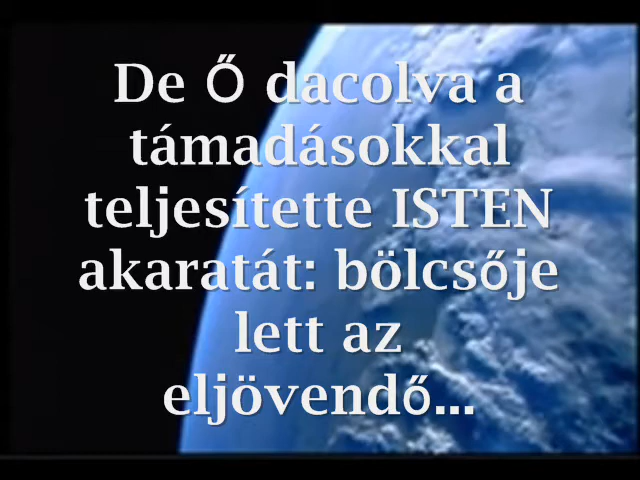 De Ő dacolva a
támadásokkal
teljesítette ISTEN
akaratát: bölcsője
lett az
eljövendő...